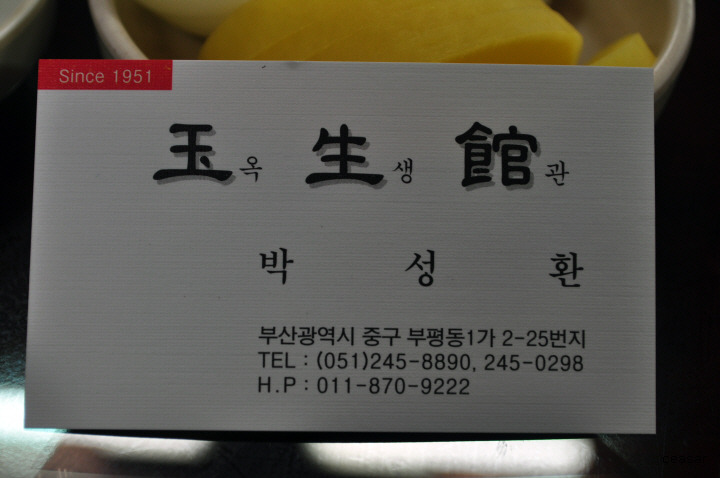 Since 1951
玉옥 生생 館관
박 성 환
부산광역시 중구 부평동1가 2-25번지
TEL : (051)245-8890, 245-0298
H.P : 011-870-9222